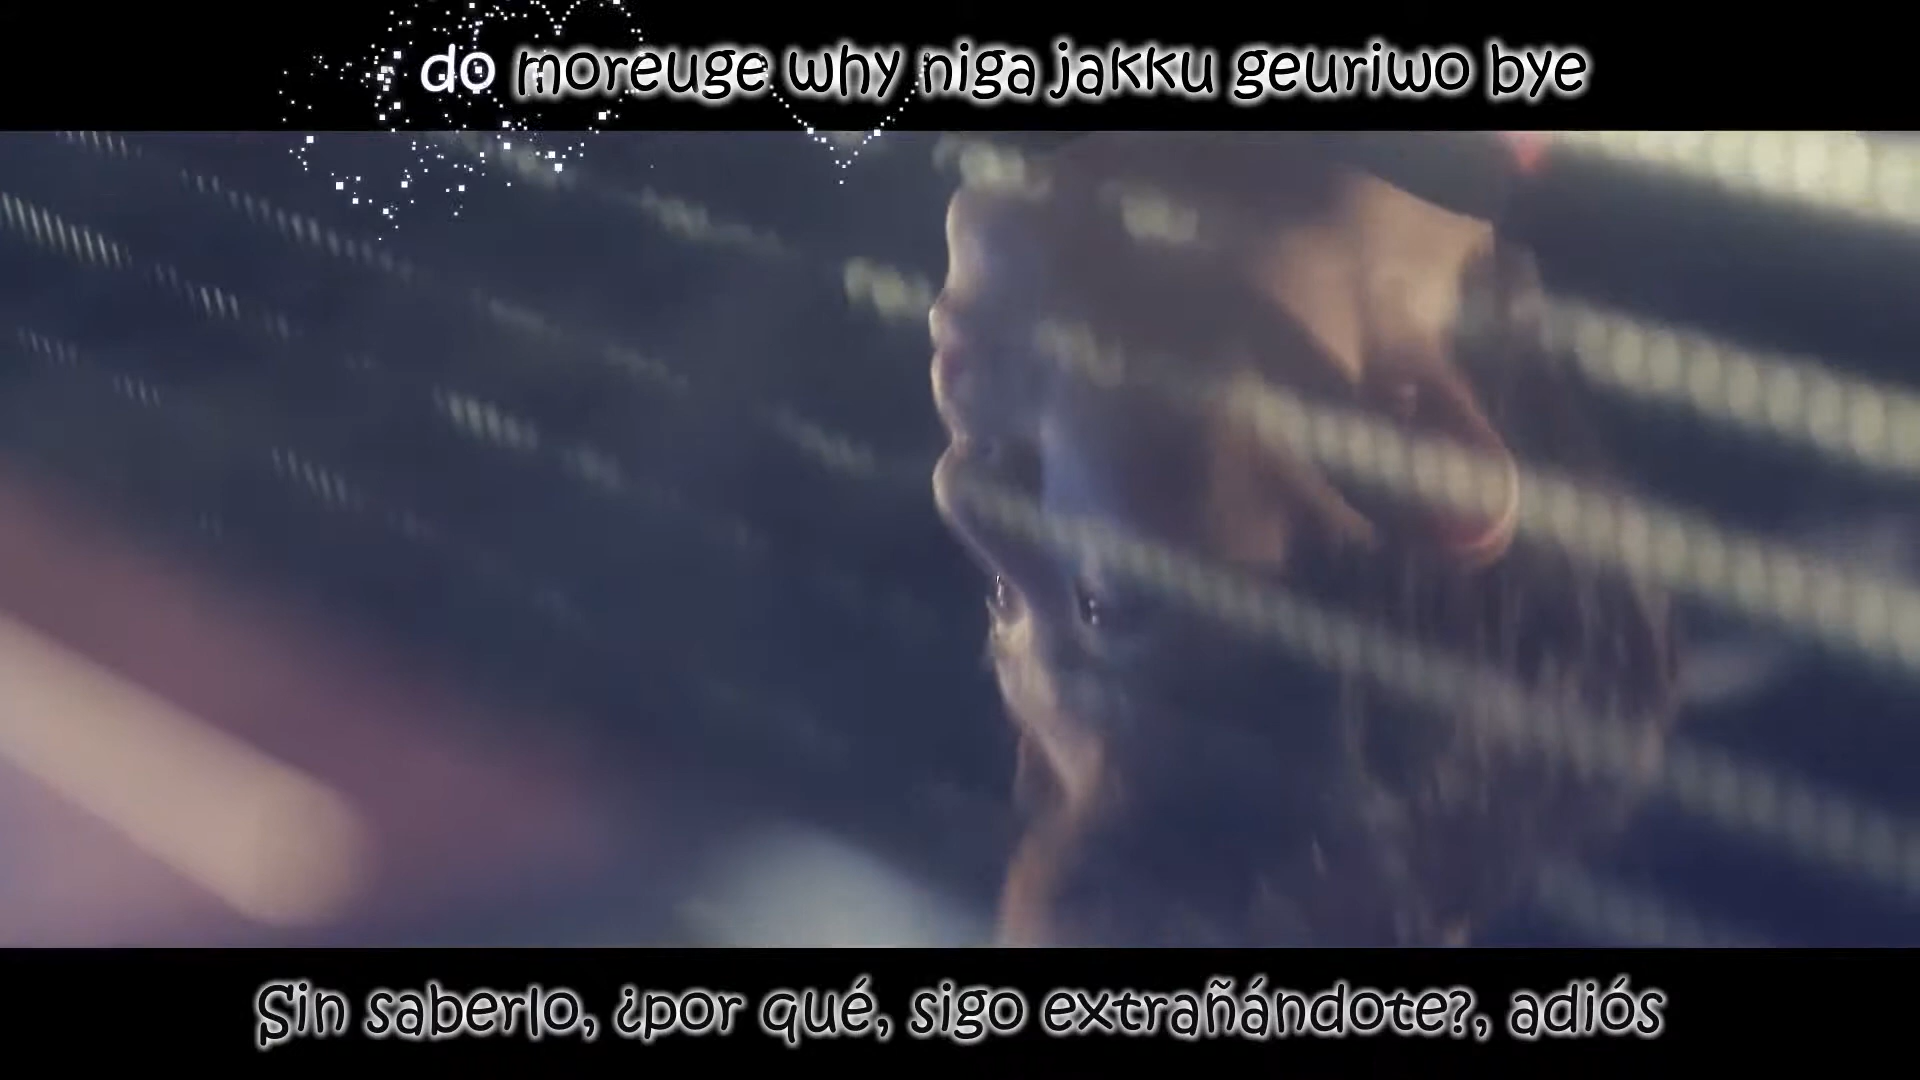 do moreuge why niga jakku geuriwo bye
Sin saberlo, ¿por qué, sigo extrañándote?, adiós